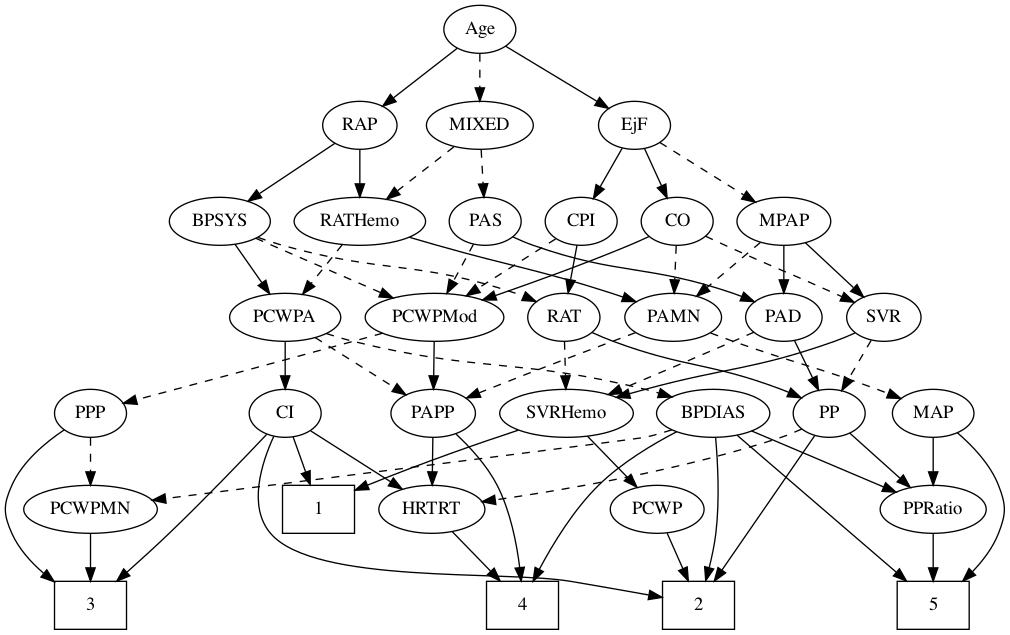 Age
RAP
MIXED
EjF
BPSYS
RATHemo
PAS
CPI
CO
MPAP
PCWPA
PCWPMod
RAT
PAMN
PAD
SVR
PPP
CI
PAPP
SVRHemo
BPDIAS
PP
MAP
PCWPMN
1
HRTRT
PCWP
PPRatio
3
4
2
5